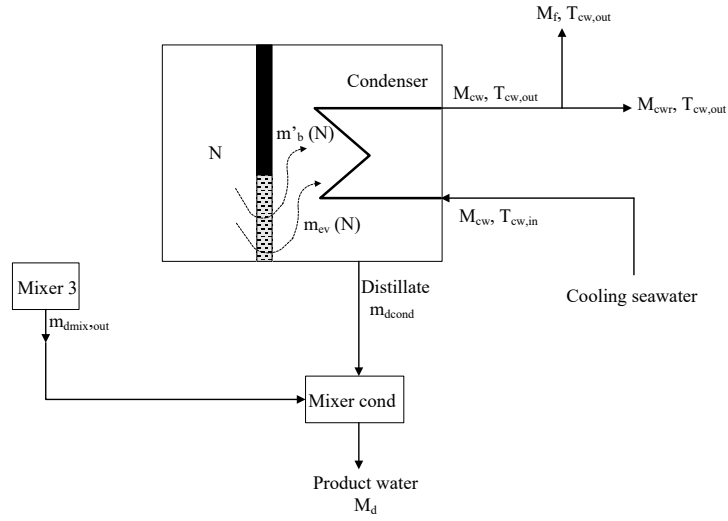 M_f, T_cw,out
Condenser
M_cw, T_cw,out
M_cwr, T_cw,out
m'_b (N)
N
m_ev (N)
M_cw, T_cw,in
Cooling seawater
Mixer 3
m_dmix,out
Distillate
m_dcond
Mixer cond
Product water
M_d